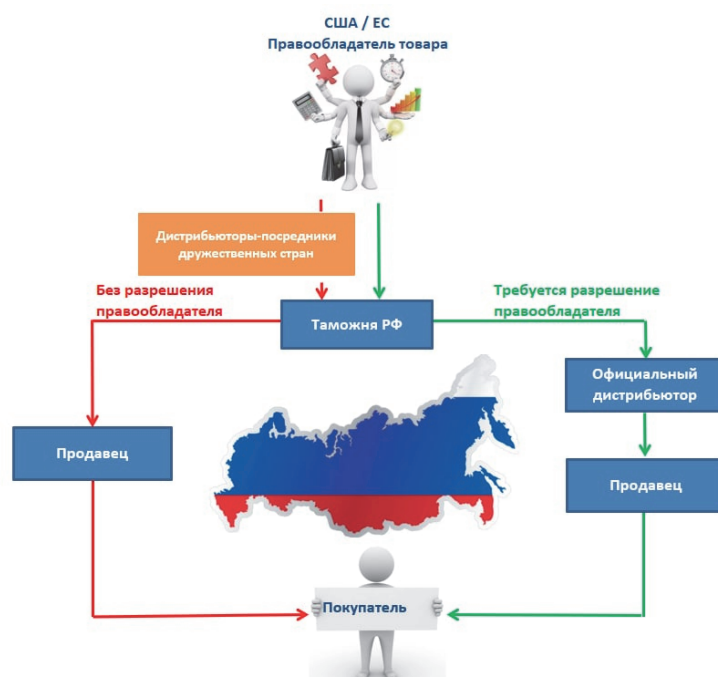 США / ЕС
Правообладатель товара
Дистрибьюторы-посредники
дружественных стран
Без разрешения
правообладателя
Таможня РФ
Требуется разрешение
правообладателя
Официальный
дистрибьютор
Продавец
Продавец
Покупатель